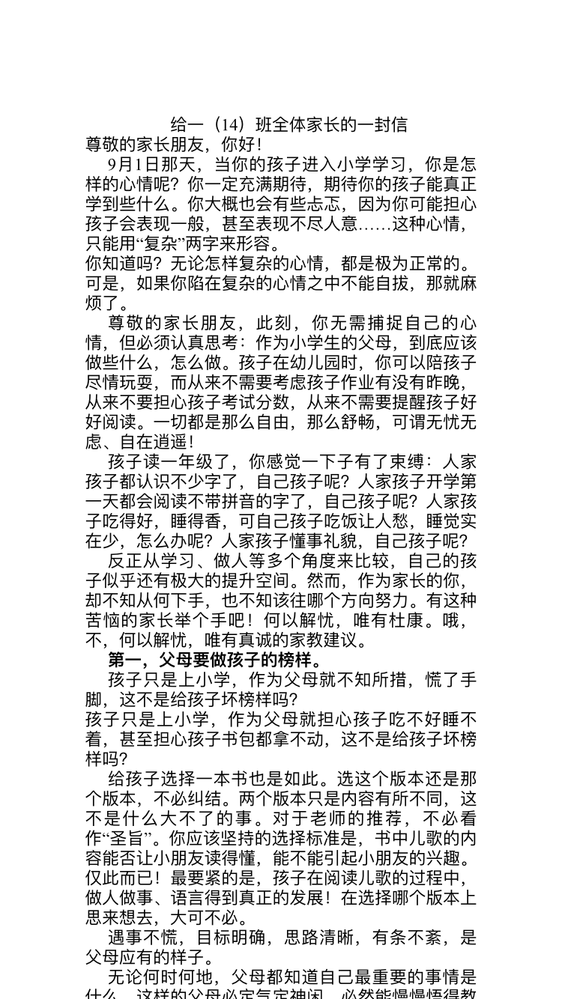 给一（14）班全体家长的一封信
尊敬的家长朋友，你好！
9月1日那天，当你的孩子进入小学学习，你是怎
样的心情呢？你一定充满期待，期待你的孩子能真正
学到些什么。你大概也会有些忐忑，因为你可能担心
孩子会表现一般，甚至表现不尽人意……这种心情，
只能用“复杂”两字来形容。
你知道吗？无论怎样复杂的心情，都是极为正常的。
可是，如果你陷在复杂的心情之中不能自拔，那就麻
烦了。
尊敬的家长朋友，此刻，你无需捕捉自己的心
情，但必须认真思考：作为小学生的父母，到底应该
做些什么，怎么做。孩子在幼儿园时，你可以陪孩子
尽情玩耍，而从来不需要考虑孩子作业有没有昨晚，
从来不要担心孩子考试分数，从来不需要提醒孩子好
好阅读。一切都是那么自由，那么舒畅，可谓无忧无
虑、自在逍遥！
孩子读一年级了，你感觉一下子有了束缚：人家
孩子都认识不少字了，自己孩子呢？人家孩子开学第
一天都会阅读不带拼音的字了，自己孩子呢？人家孩
子吃得好，睡得香，可自己孩子吃饭让人愁，睡觉实
在少，怎么办呢？人家孩子懂事礼貌，自己孩子呢？
反正从学习、做人等多个角度来比较，自己的孩
子似乎还有极大的提升空间。然而，作为家长的你，
却不知从何下手，也不知该往哪个方向努力。有这种
苦恼的家长举个手吧！何以解忧，唯有杜康。哦，
不，何以解忧，唯有真诚的家教建议。
第一，父母要做孩子的榜样。
孩子只是上小学，作为父母就不知所措，慌了手
脚，这不是给孩子坏榜样吗？
孩子只是上小学，作为父母就担心孩子吃不好睡不
着，甚至担心孩子书包都拿不动，这不是给孩子坏榜
样吗？
给孩子选择一本书也是如此。选这个版本还是那
个版本，不必纠结。两个版本只是内容有所不同，这
不是什么大不了的事。对于老师的推荐，不必看
作“圣旨”。你应该坚持的选择标准是，书中儿歌的内
容能否让小朋友读得懂，能不能引起小朋友的兴趣。
仅此而已！最要紧的是，孩子在阅读儿歌的过程中，
做人做事、语言得到真正的发展！在选择哪个版本上
思来想去，大可不必。
遇事不慌，目标明确，思路清晰，有条不紊，是
父母应有的样子。
无论何时何地，父母都知道自己最重要的事情是
什么。这样的父母必定气定神闲，必然能慢慢悟得教